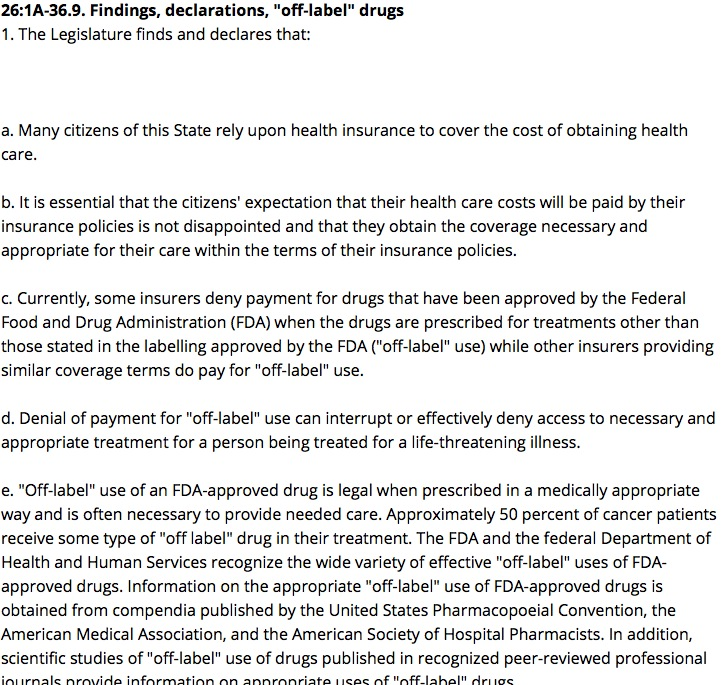 26:1A-36.9. Findings, declarations, "off-label" drugs
1. The Legislature finds and declares that:
a. Many citizens of this State rely upon health insurance to cover the cost of obtaining health
care.
b. It is essential that the citizens' expectation that their health care costs will be paid by their
insurance policies is not disappointed and that they obtain the coverage necessary and
appropriate for their care within the terms of their insurance policies.
c. Currently, some insurers deny payment for drugs that have been approved by the Federal
Food and Drug Administration (FDA) when the drugs are prescribed for treatments other than
those stated in the labelling approved by the FDA ("off-label" use) while other insurers providing
similar coverage terms do pay for "off-label" use.
d. Denial of payment for "off-label" use can interrupt or effectively deny access to necessary and
appropriate treatment for a person being treated for a life-threatening illness.
e. "Off-label" use of an FDA-approved drug is legal when prescribed in a medically appropriate
way and is often necessary to provide needed care. Approximately 50 percent of cancer patients
receive some type of "off label" drug in their treatment. The FDA and the federal Department of
Health and Human Services recognize the wide variety of effective "off-label" uses of FDA-
approved drugs. Information on the appropriate "off-label" use of FDA-approved drugs is
obtained from compendia published by the United States Pharmacopoeial Convention, the
American Medical Association, and the American Society of Hospital Pharmacists. In addition,
scientific studies of "off-label" use of drugs published in recognized peer-reviewed professional
journals provide information on appropriate uses of "off-label" drugs.